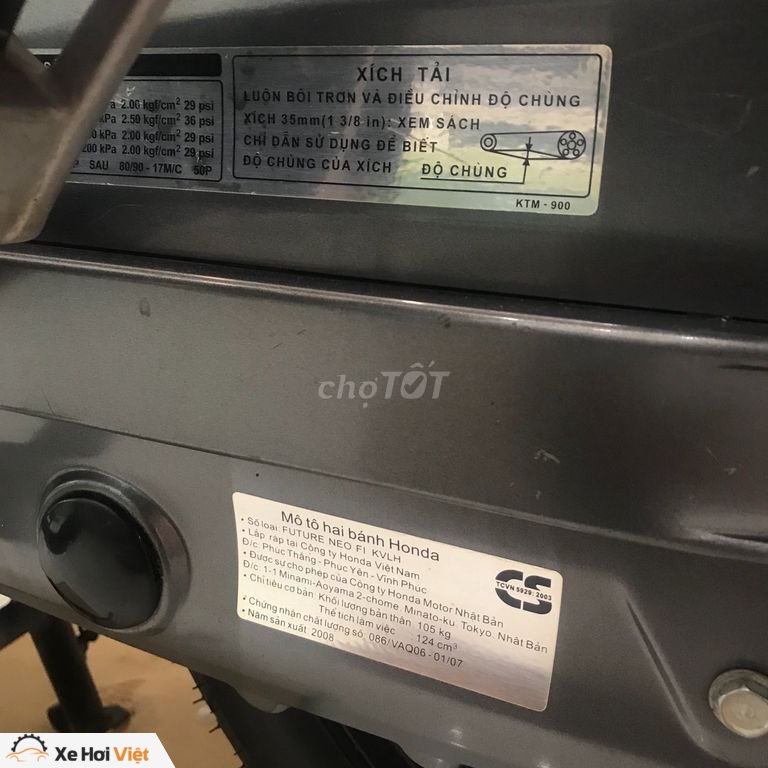 a 2.00 kgf/cm² 29 psi
kPa 2.50 kgf/cm² 36 psi
0 kPa 2.00 kgf/cm² 29 psi
200 kPa 2.00 kgf/cm² 29 psi
P SAU 80/90 - 17M/C 50P
XÍCH TẢI
LUÔN BÔI TRƠN VÀ ĐIỀU CHỈNH ĐỘ CHÙNG
XÍCH 35mm(1 3/8 in): XEM SÁCH
CHỈ DẪN SỬ DỤNG ĐỂ BIẾT
ĐỘ CHÙNG CỦA XÍCH
ĐỘ CHÙNG
KTM - 900
chợTỐT
Mô tô hai bánh Honda
• Số loại: FUTURE NEO FI KVLH
• Lắp ráp tại Công ty Honda Việt Nam
Đ/c: Phúc Thắng - Phúc Yên - Vĩnh Phúc
• Được sự cho phép của Công ty Honda Motor Nhật Bản
Đ/c: 1-1 Minami-Aoyama 2-chome. Minato-ku. Tokyo. Nhật Bản
• Chỉ tiêu cơ bản: Khối lượng bản thân 105 kg
Thể tích làm việc 124 cm³
• Chứng nhận chất lượng số: 086/VAQ06 - 01/07
• Năm sản xuất: 2008
TCVN 5929: 2003
CS
Xe Hơi Việt